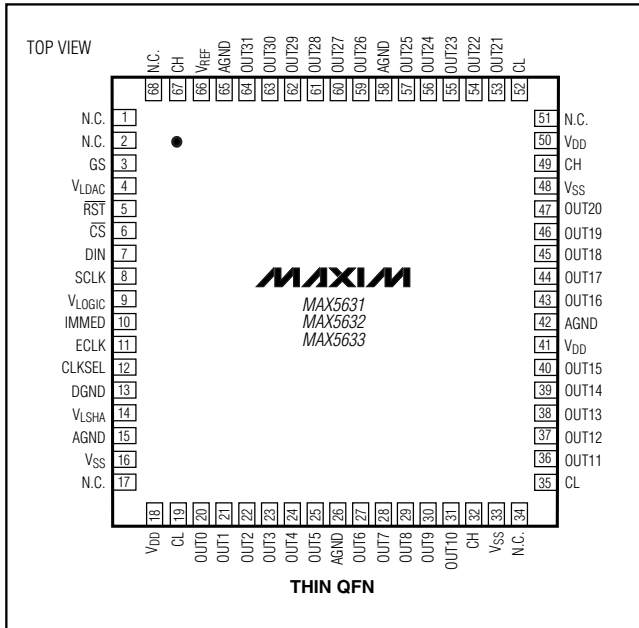 TOP VIEW
N.C.
CH
VREF
AGND
OUT31
OUT30
OUT29
OUT28
OUT27
OUT26
AGND
OUT25
OUT24
OUT23
OUT22
OUT21
CL
68 67 66 65 64 63 62 61 60 59 58 57 56 55 54 53 52
N.C. 1
N.C. 2
GS 3
VLDAC 4
RST 5
CS 6
DIN 7
SCLK 8
VLOGIC 9
IMMED 10
ECLK 11
CLKSEL 12
DGND 13
VLSHA 14
AGND 15
VSS 16
N.C. 17
MAXIM
MAX5631
MAX5632
MAX5633
51 N.C.
50 VDD
49 CH
48 VSS
47 OUT20
46 OUT19
45 OUT18
44 OUT17
43 OUT16
42 AGND
41 VDD
40 OUT15
39 OUT14
38 OUT13
37 OUT12
36 OUT11
35 CL
18 19 20 21 22 23 24 25 26 27 28 29 30 31 32 33 34
VDD
CL
OUT0
OUT1
OUT2
OUT3
OUT4
OUT5
AGND
OUT6
OUT7
OUT8
OUT9
OUT10
CH
VSS
N.C.
THIN QFN